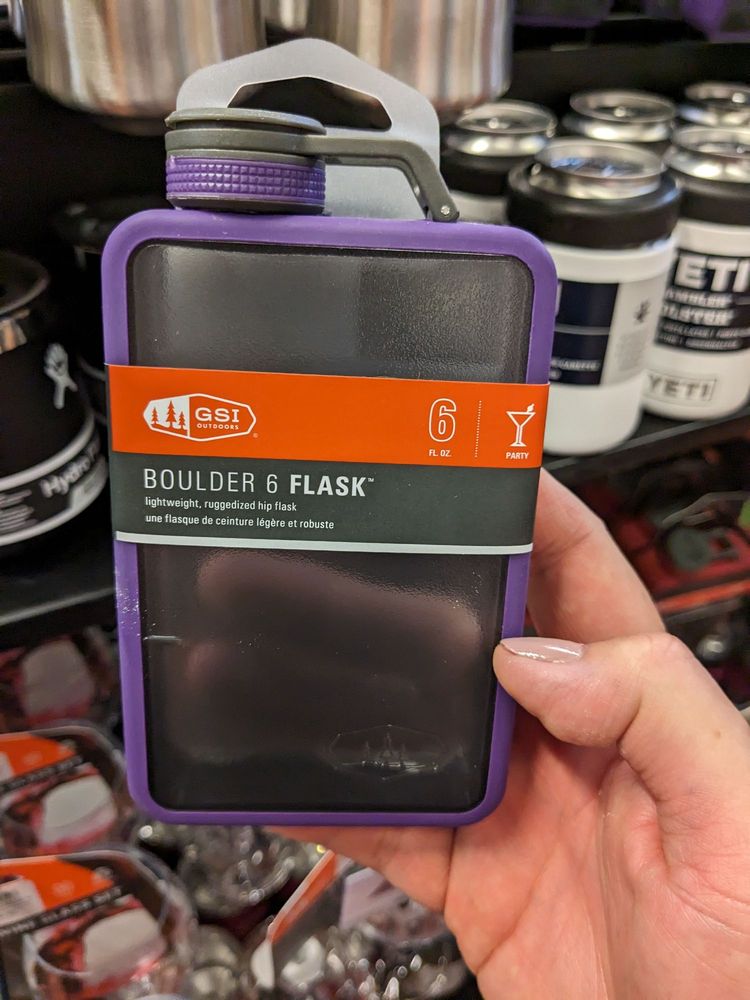 GSI
OUTDOORS
6
FL. OZ.
PARTY
BOULDER 6 FLASK™
lightweight, ruggedized hip flask
une flasque de ceinture légère et robuste
YETI
YETI
Hydro